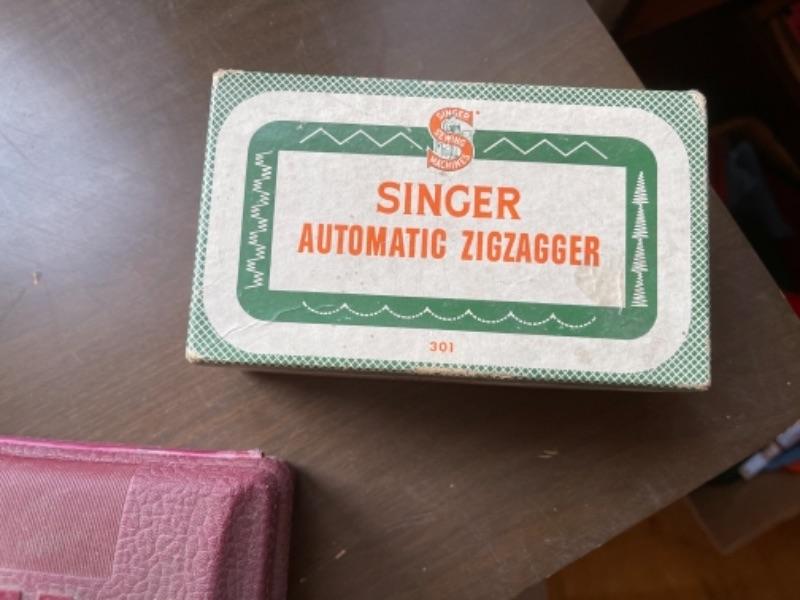 SINGER
SEWING
MACHINES
SINGER
AUTOMATIC ZIGZAGGER
301